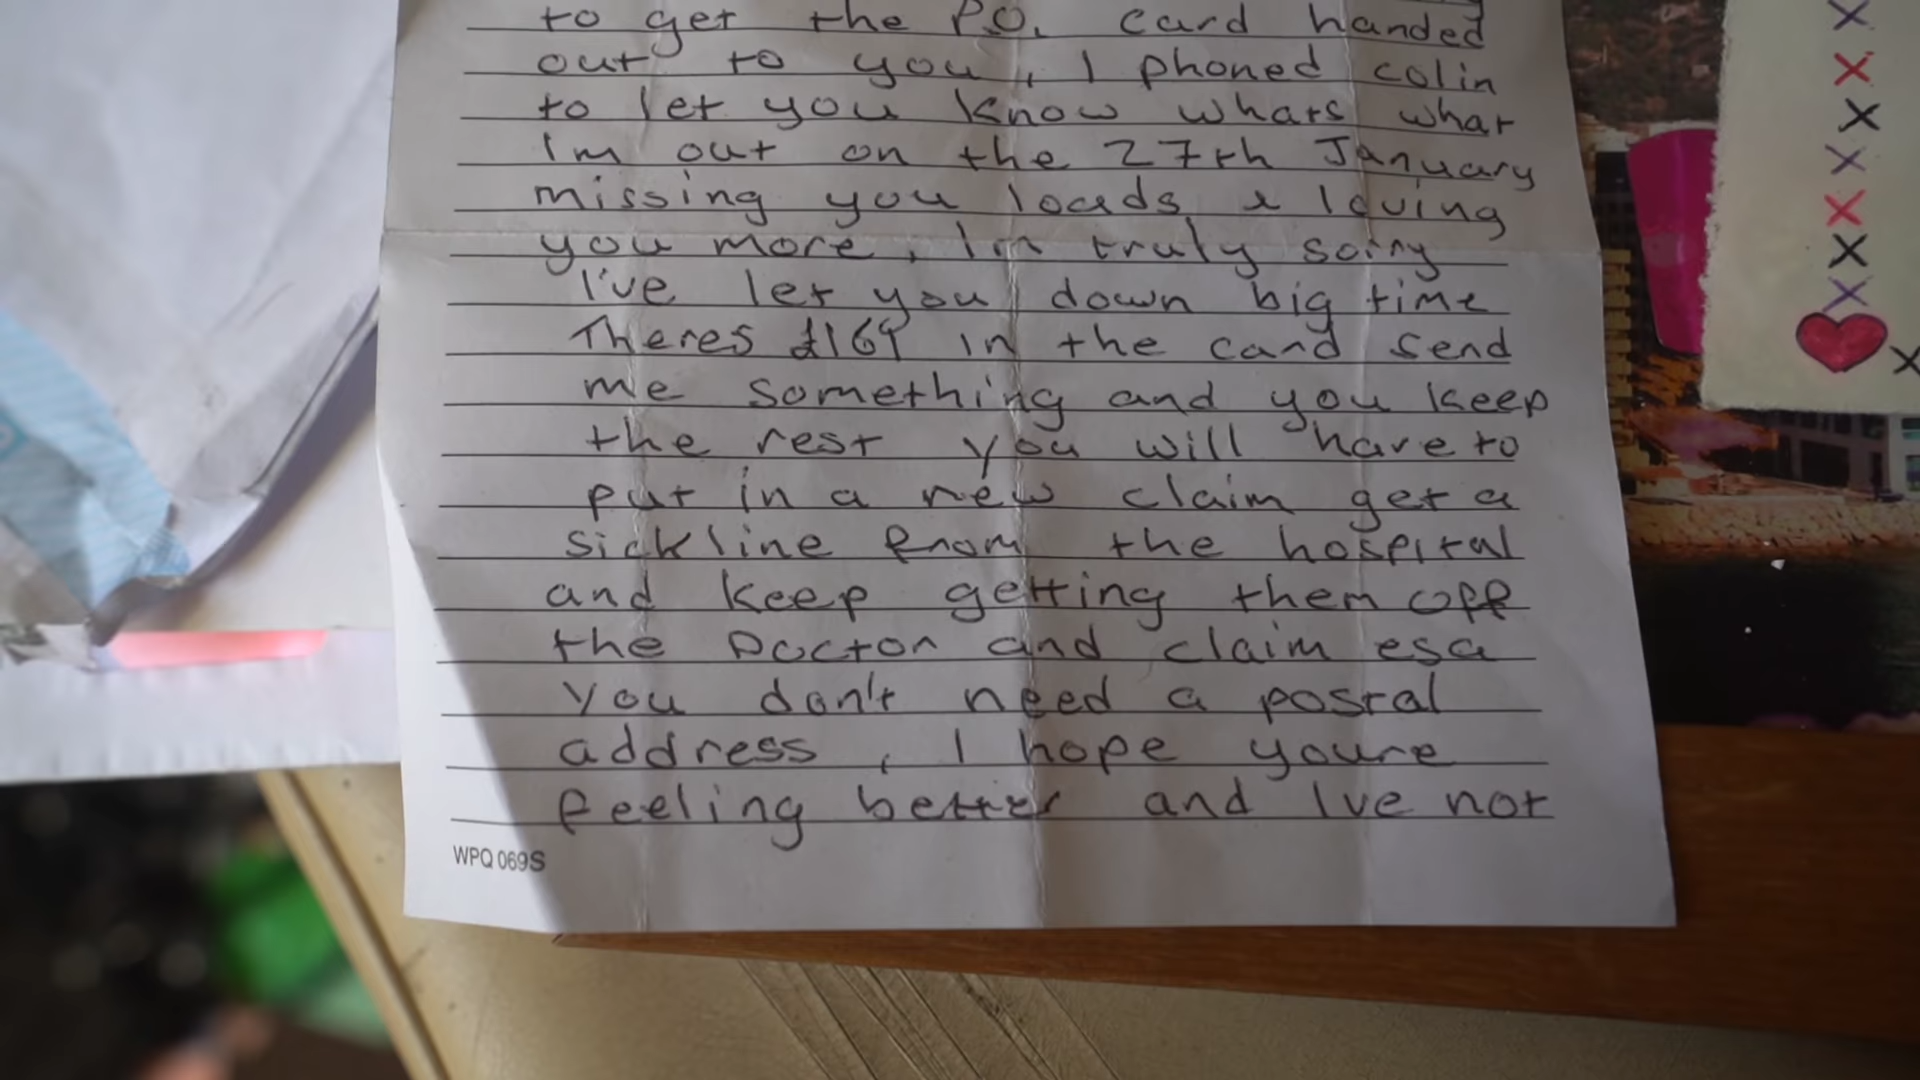 to get the P.O. card handed
out to you, I phoned colin
to let you know whats what
Im out on the 27th January
missing you loads & loving
you more, Im truly sorry
I've let you down big time
Theres £169 in the card send
me something and you keep
the rest you will have to
put in a new claim get a
sickline from the hospital
and keep getting them off
the Doctor and claim esa
you don't need a postal
address, I hope youre
feeling better and Ive not
WPQ 069S
X
X
X
X
X
X
X
X